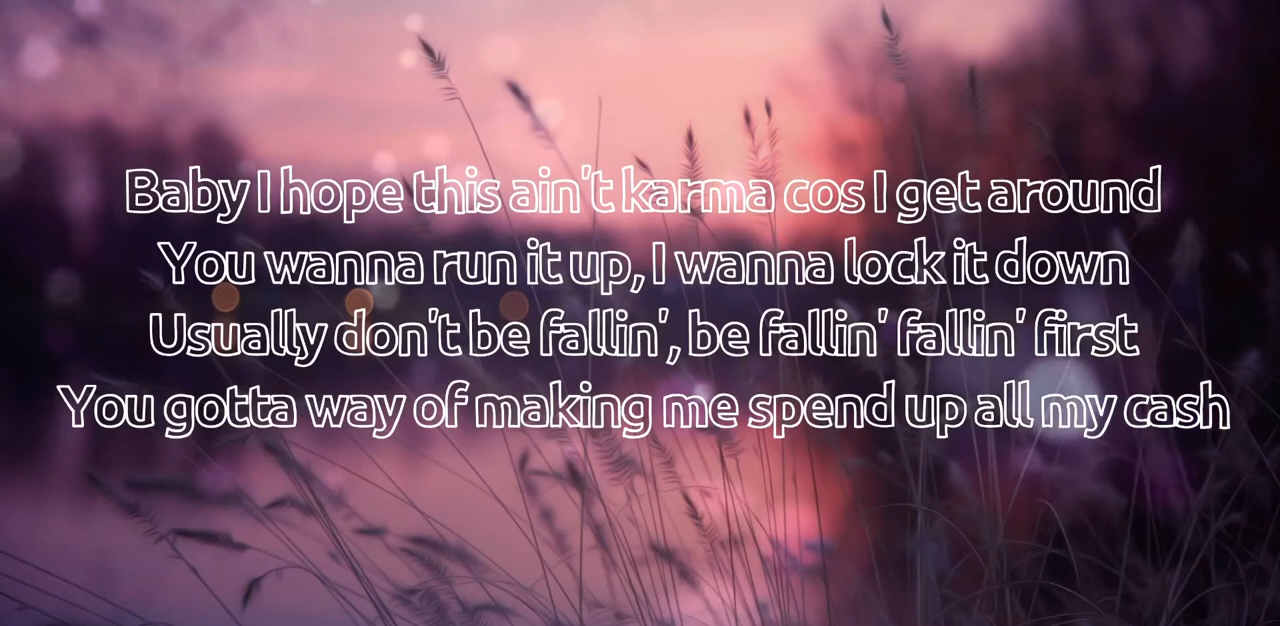 Baby I hope this ain't karma cos I get around
You wanna run it up, I wanna lock it down
Usually don't be fallin', be fallin' fallin' first
You gotta way of making me spend up all my cash